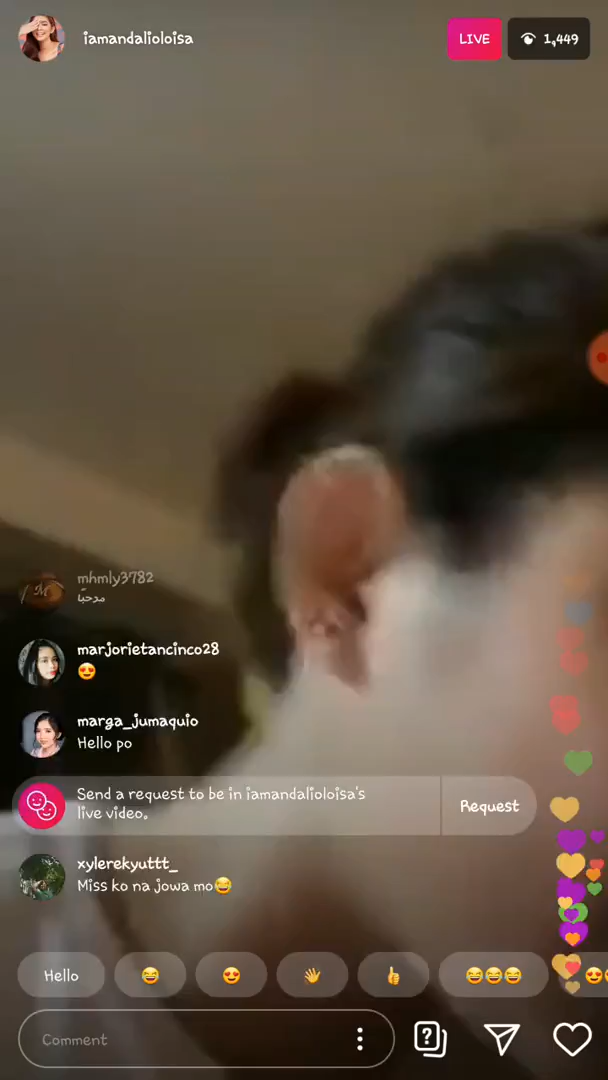 iamandalioloisa
LIVE
1,449
mhmly3782
marjorietancinco28
😍
marga_jumaquio
Hello po
Send a request to be in iamandalioloisa's
live video.
Request
xylerekyuttt_
Miss ko na jowa mo😂
Hello
😂
😍
👋
👍
😂😂😂
Comment